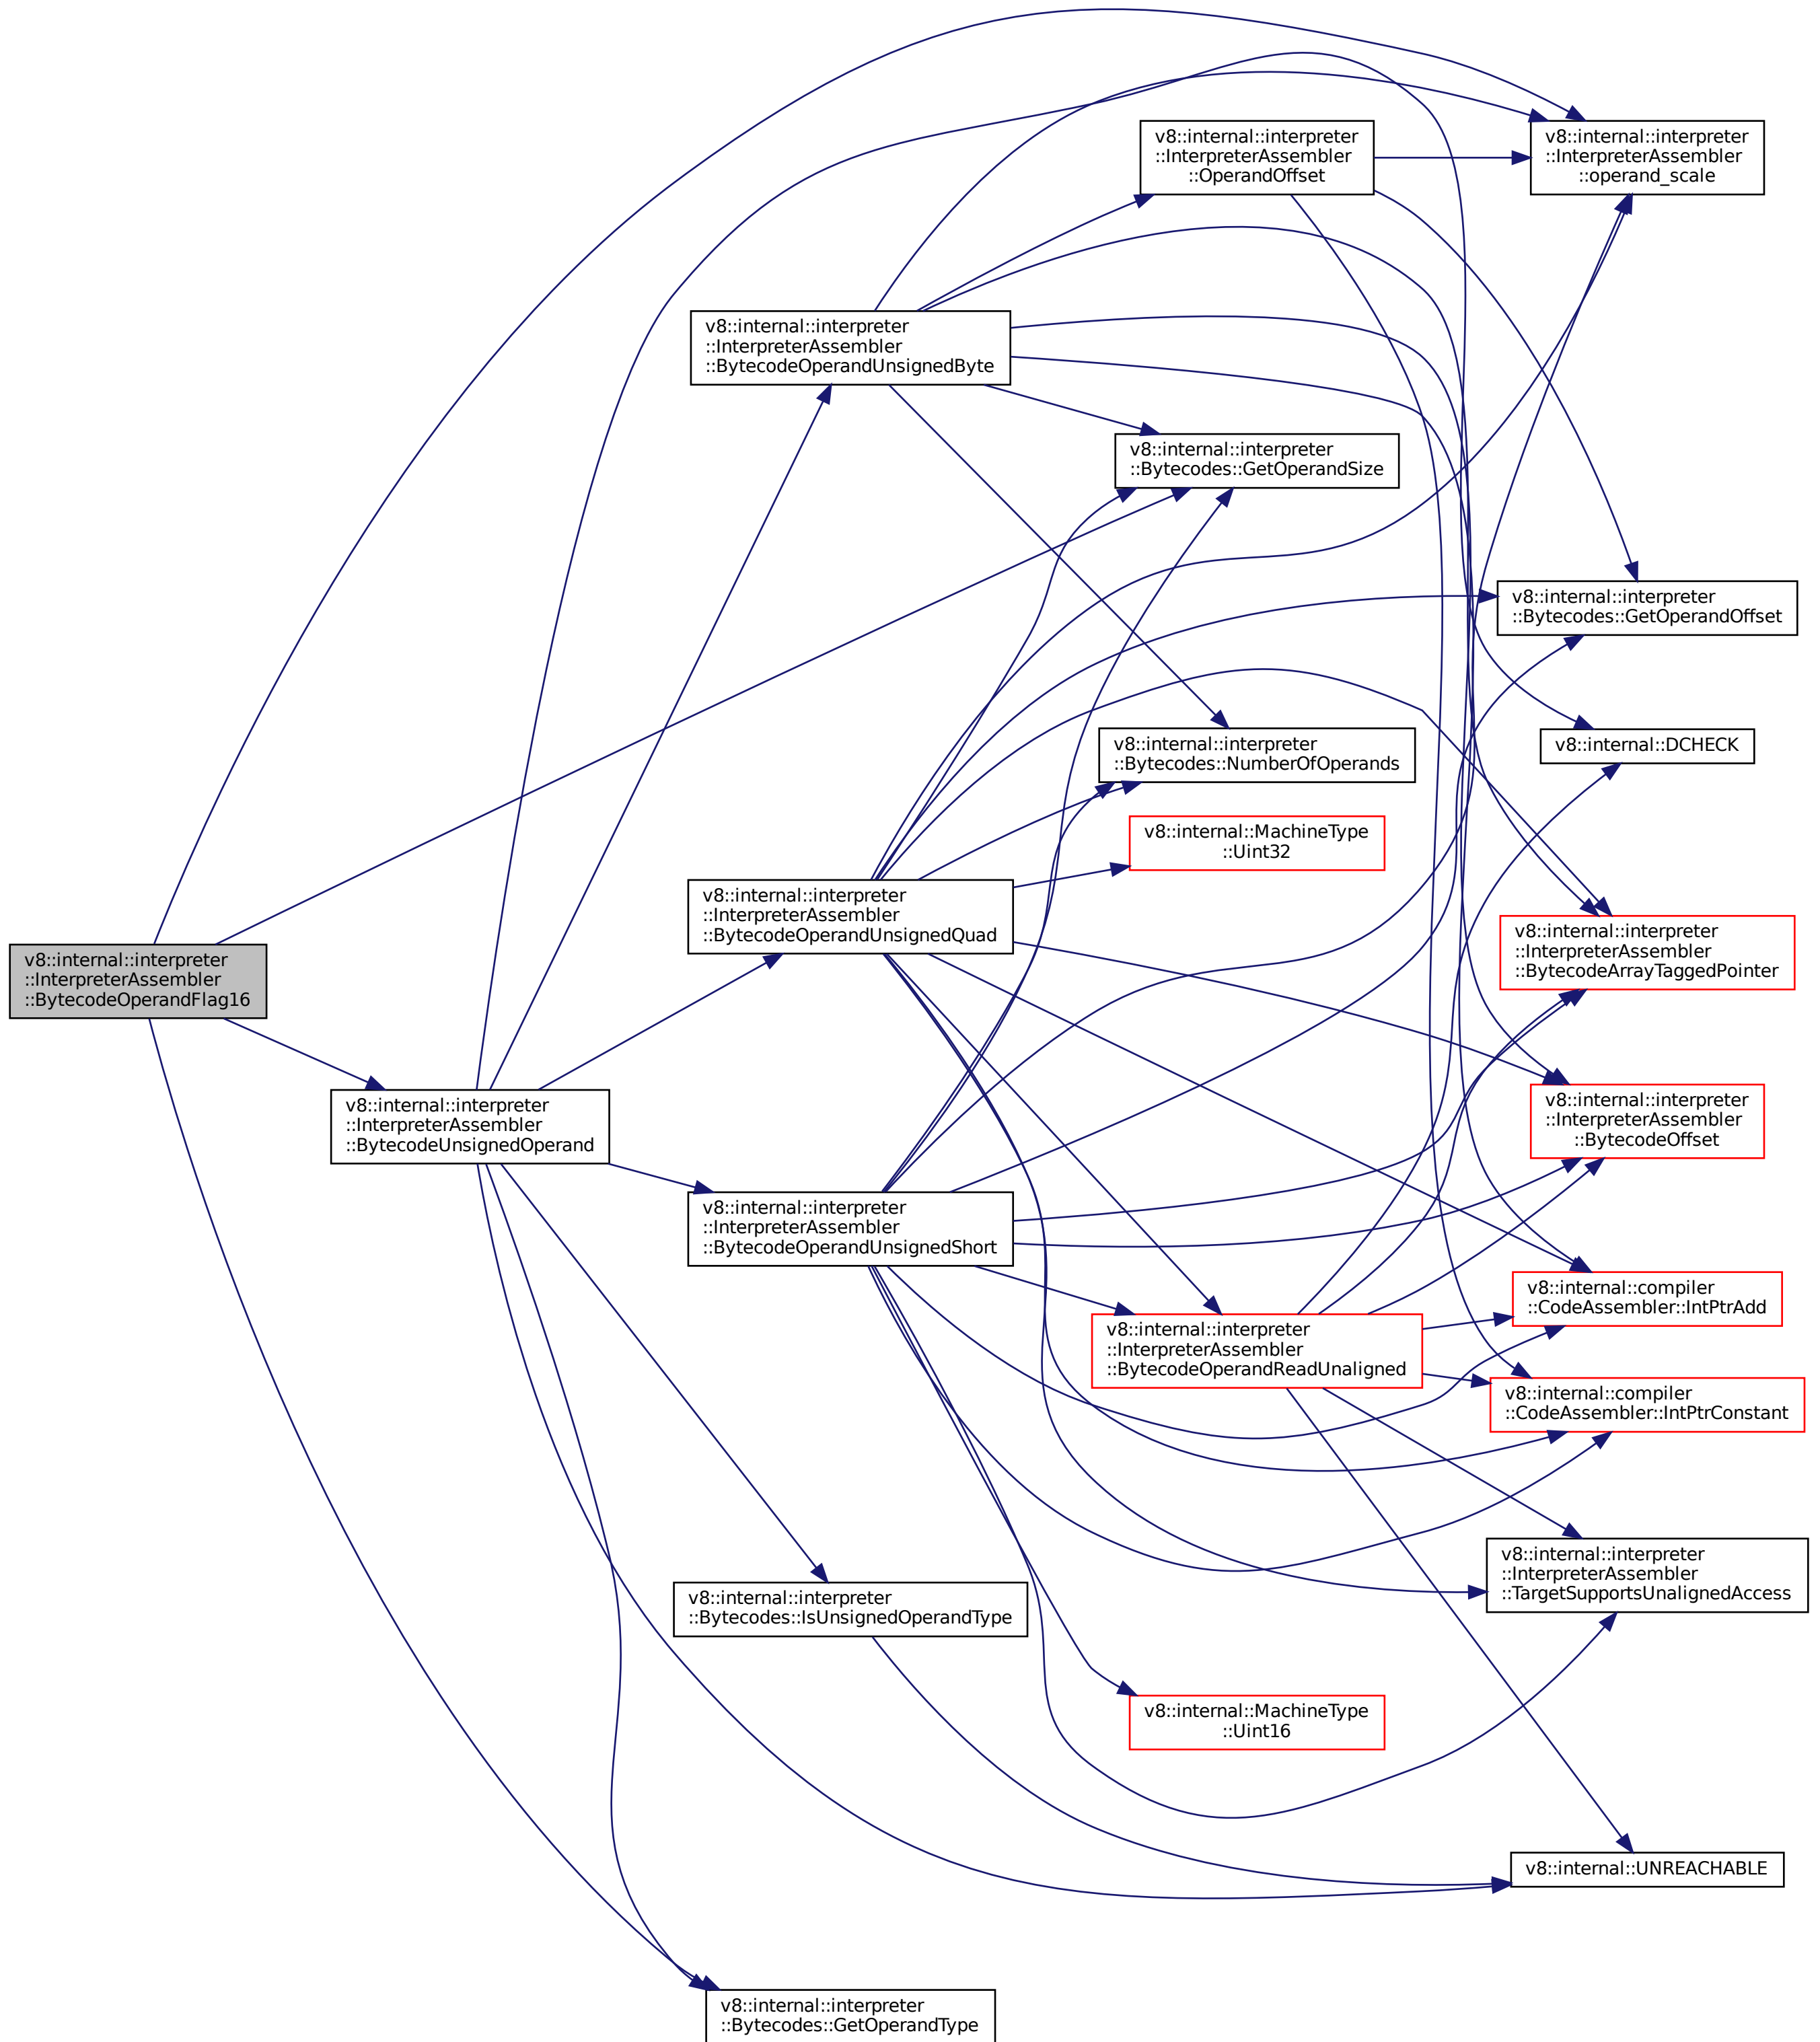 v8::internal::interpreter
::InterpreterAssembler
::OperandOffset
v8::internal::interpreter
::InterpreterAssembler
::operand_scale
v8::internal::interpreter
::InterpreterAssembler
::BytecodeOperandUnsignedByte
v8::internal::interpreter
::Bytecodes::GetOperandSize
v8::internal::interpreter
::Bytecodes::GetOperandOffset
v8::internal::interpreter
::Bytecodes::NumberOfOperands
v8::internal::DCHECK
v8::internal::MachineType
::Uint32
v8::internal::interpreter
::InterpreterAssembler
::BytecodeOperandUnsignedQuad
v8::internal::interpreter
::InterpreterAssembler
::BytecodeArrayTaggedPointer
v8::internal::interpreter
::InterpreterAssembler
::BytecodeOperandFlag16
v8::internal::interpreter
::InterpreterAssembler
::BytecodeUnsignedOperand
v8::internal::interpreter
::InterpreterAssembler
::BytecodeOffset
v8::internal::interpreter
::InterpreterAssembler
::BytecodeOperandUnsignedShort
v8::internal::compiler
::CodeAssembler::IntPtrAdd
v8::internal::interpreter
::InterpreterAssembler
::BytecodeOperandReadUnaligned
v8::internal::compiler
::CodeAssembler::IntPtrConstant
v8::internal::interpreter
::InterpreterAssembler
::TargetSupportsUnalignedAccess
v8::internal::interpreter
::Bytecodes::IsUnsignedOperandType
v8::internal::MachineType
::Uint16
v8::internal::UNREACHABLE
v8::internal::interpreter
::Bytecodes::GetOperandType